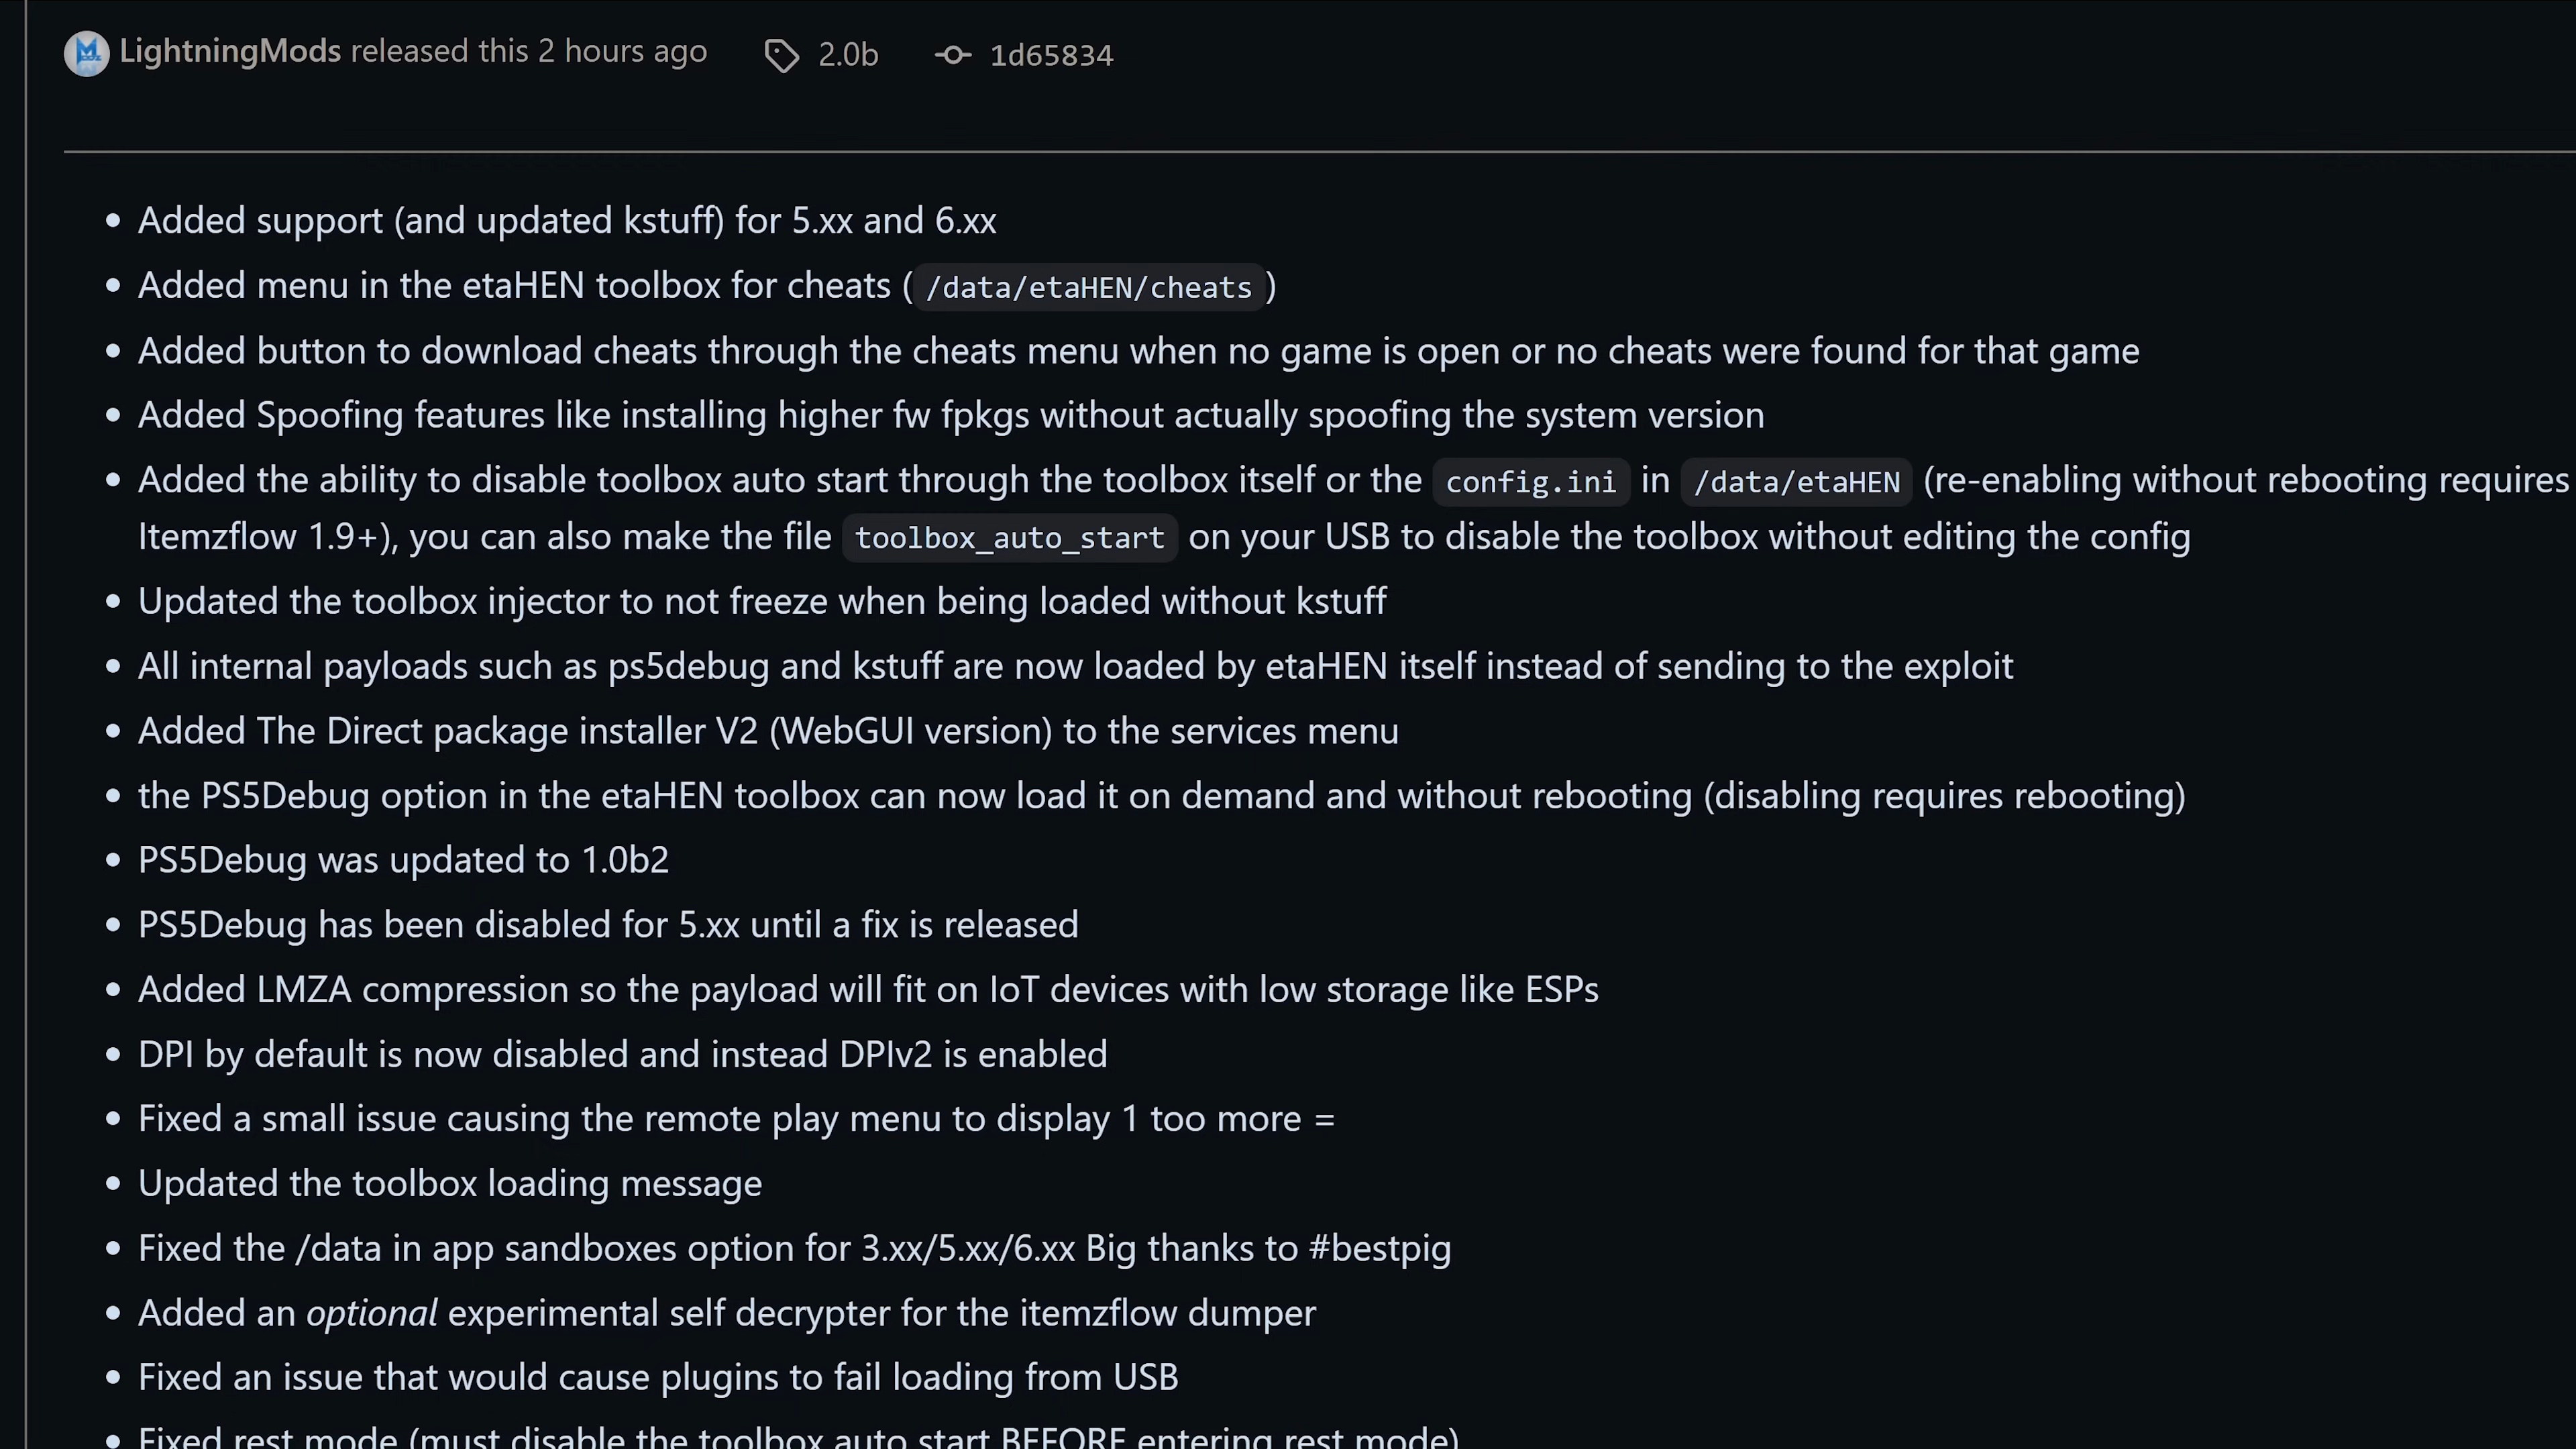 LightningMods released this 2 hours ago 2.0b 1d65834
• Added support (and updated kstuff) for 5.xx and 6.xx
• Added menu in the etaHEN toolbox for cheats ( /data/etaHEN/cheats )
• Added button to download cheats through the cheats menu when no game is open or no cheats were found for that game
• Added Spoofing features like installing higher fw fpkgs without actually spoofing the system version
• Added the ability to disable toolbox auto start through the toolbox itself or the config.ini in /data/etaHEN (re-enabling without rebooting requires
Itemzflow 1.9+), you can also make the file toolbox_auto_start on your USB to disable the toolbox without editing the config
• Updated the toolbox injector to not freeze when being loaded without kstuff
• All internal payloads such as ps5debug and kstuff are now loaded by etaHEN itself instead of sending to the exploit
• Added The Direct package installer V2 (WebGUI version) to the services menu
• the PS5Debug option in the etaHEN toolbox can now load it on demand and without rebooting (disabling requires rebooting)
• PS5Debug was updated to 1.0b2
• PS5Debug has been disabled for 5.xx until a fix is released
• Added LMZA compression so the payload will fit on IoT devices with low storage like ESPs
• DPI by default is now disabled and instead DPIv2 is enabled
• Fixed a small issue causing the remote play menu to display 1 too more =
• Updated the toolbox loading message
• Fixed the /data in app sandboxes option for 3.xx/5.xx/6.xx Big thanks to #bestpig
• Added an optional experimental self decrypter for the itemzflow dumper
• Fixed an issue that would cause plugins to fail loading from USB
• Fixed rest mode (must disable the toolbox auto start BEFORE entering rest mode)